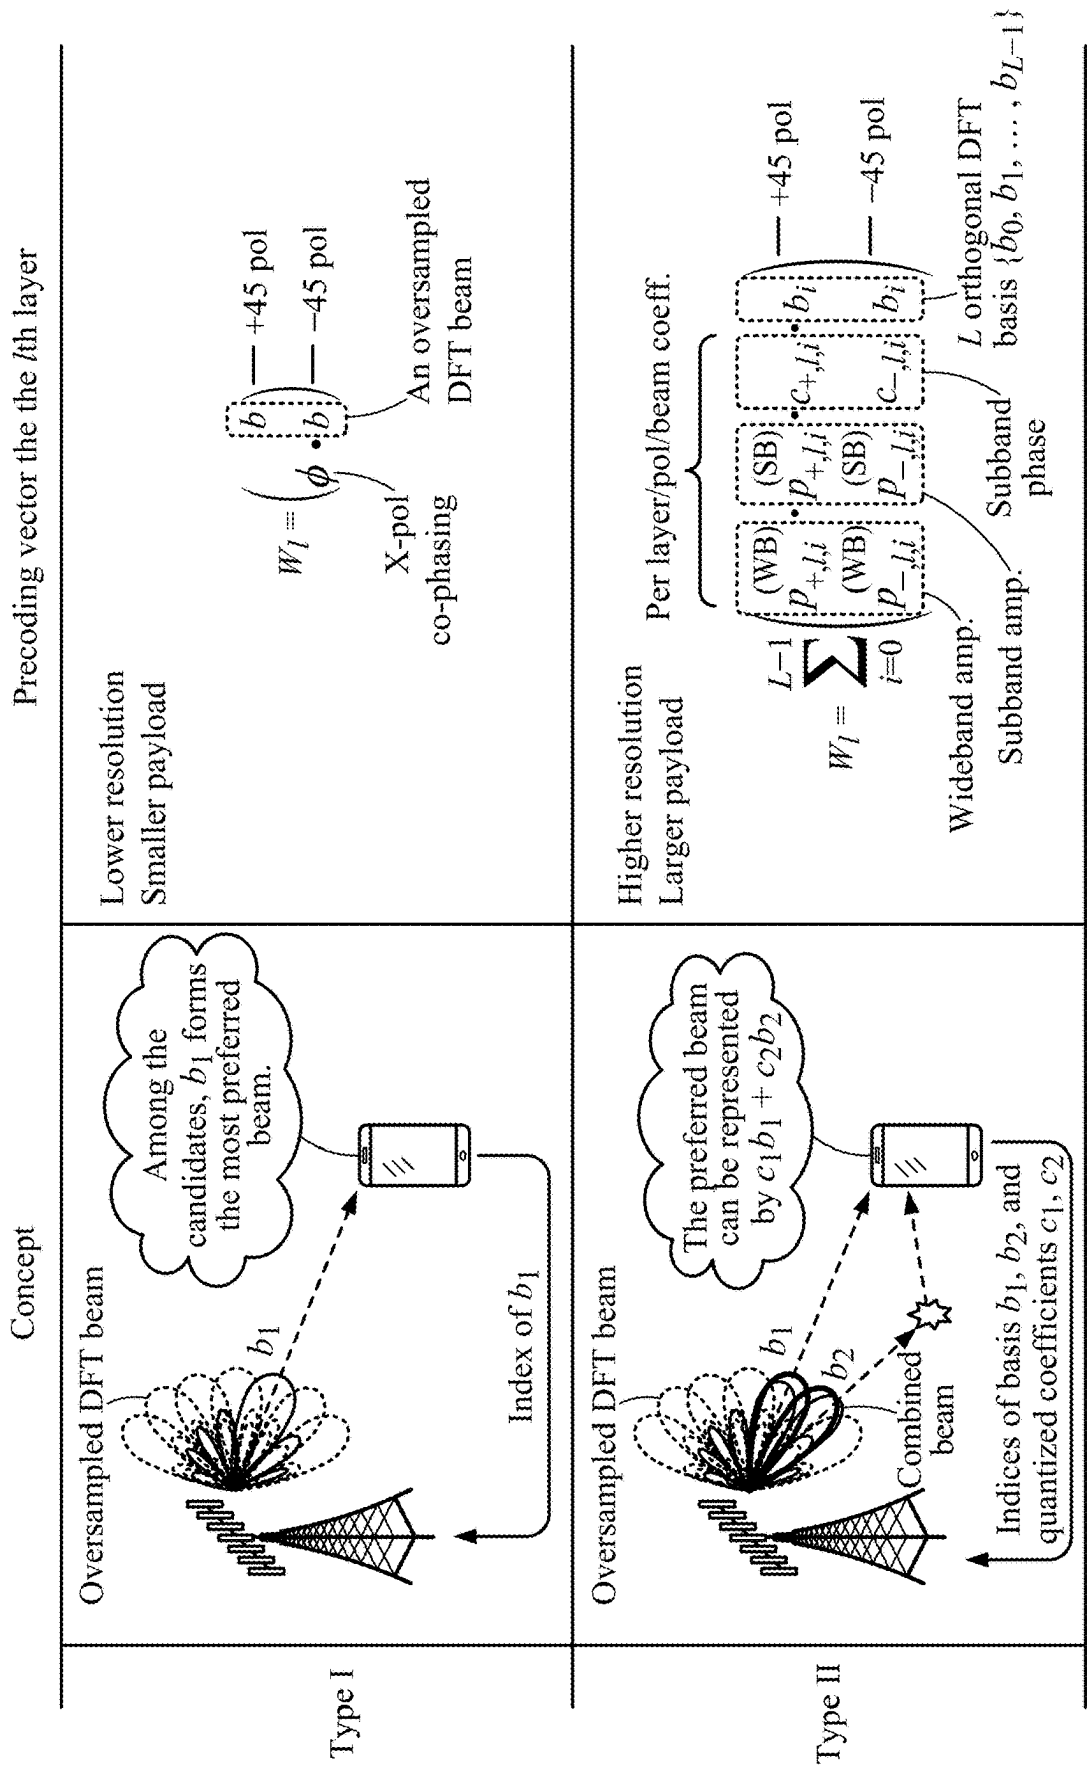 Concept
Precoding vector the the lth layer
Type I
Oversampled DFT beam
b1
Among the
candidates, b1 forms
the most preferred
beam.
Index of b1
Lower resolution
Smaller payload
Wl =
( b
ϕ • b )
+45 pol
−45 pol
X-pol
co-phasing
An oversampled
DFT beam
Type II
Oversampled DFT beam
b1
b2
Combined
beam
The preferred beam
can be represented
by c1b1 + c2b2
Indices of basis b1, b2, and
quantized coefficients c1, c2
Higher resolution
Larger payload
Per layer/pol/beam coeff.
L−1
Wl = Σ
i=0
(WB) (SB)
p+,l,i • p+,l,i • c+,l,i • bi
(WB) (SB)
p−,l,i p−,l,i c−,l,i bi
+45 pol
−45 pol
Wideband amp.
Subband amp.
Subband
phase
L orthogonal DFT
basis {b0, b1, ..., bL−1}